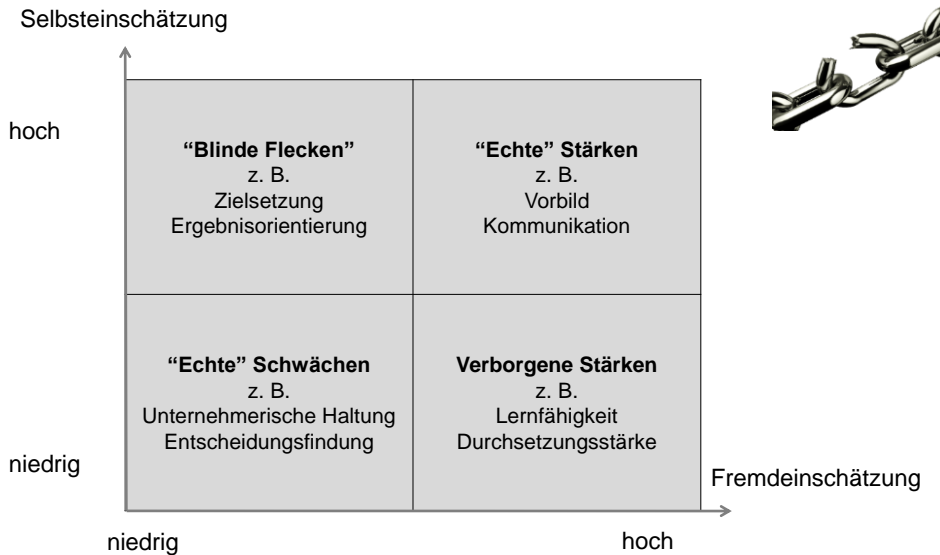 Selbsteinschätzung
hoch
“Blinde Flecken”
z. B.
Zielsetzung
Ergebnisorientierung
“Echte” Stärken
z. B.
Vorbild
Kommunikation
“Echte” Schwächen
z. B.
Unternehmerische Haltung
Entscheidungsfindung
Verborgene Stärken
z. B.
Lernfähigkeit
Durchsetzungsstärke
niedrig
Fremdeinschätzung
niedrig
hoch